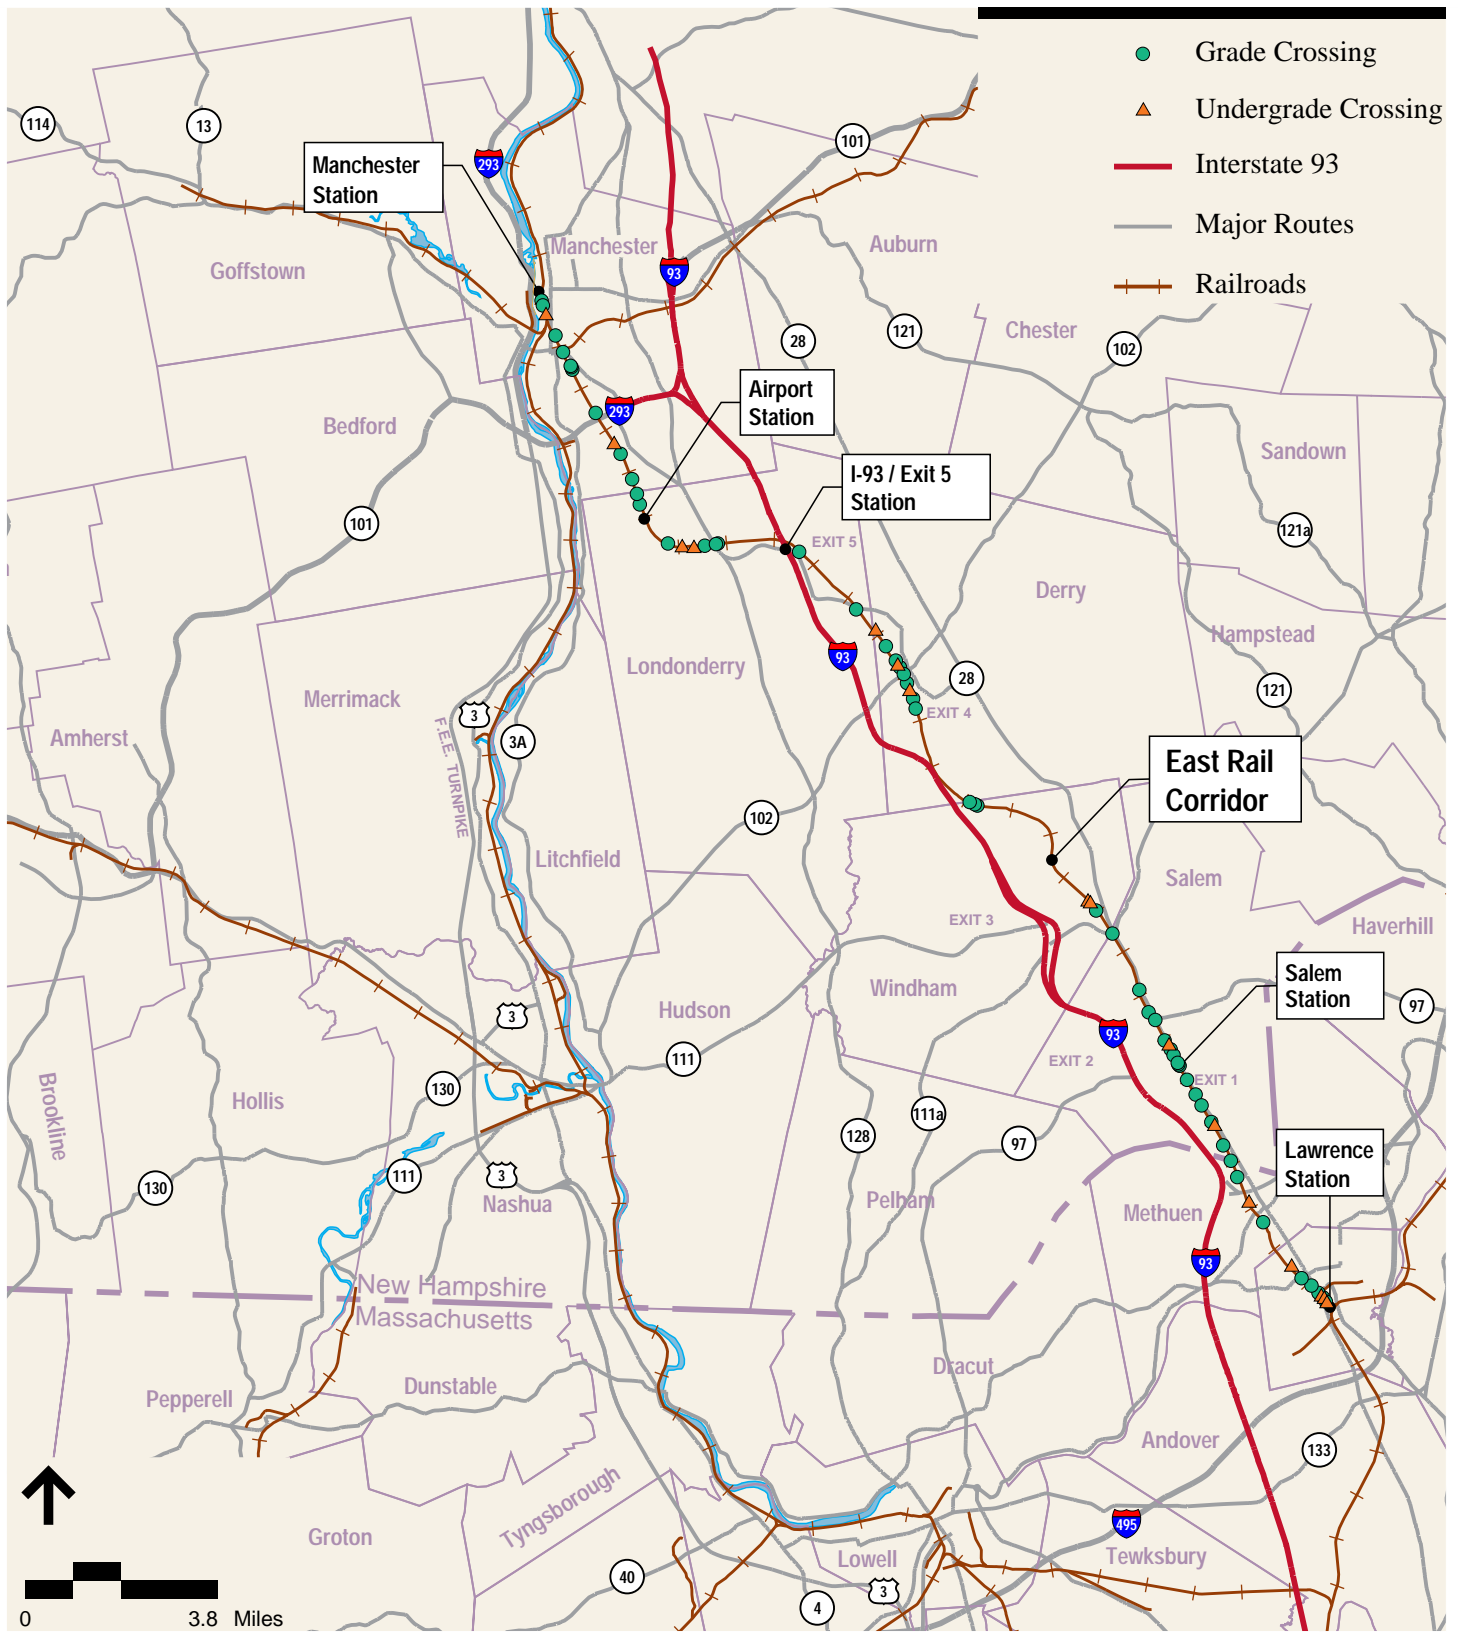 Grade Crossing
Undergrade Crossing
Interstate 93
Major Routes
Railroads
114
13
101
293
Manchester
Station
Manchester
Auburn
93
Goffstown
121
Chester
28
102
Airport
Station
293
Bedford
Sandown
I-93 / Exit 5
Station
101
121a
EXIT 5
Derry
Hampstead
Londonderry
93
28
121
Merrimack
3
EXIT 4
Amherst
3A
F.E.E. TURNPIKE
East Rail
Corridor
102
Litchfield
Salem
EXIT 3
Haverhill
Salem
Station
Windham
97
Hudson
3
93
111
EXIT 2
EXIT 1
Brookline
Hollis
130
111a
128
97
Lawrence
Station
130
111
3
Nashua
Pelham
Methuen
93
New Hampshire
Massachusetts
Dracut
Pepperell
Dunstable
Andover
133
Tyngsborough
Groton
495
Lowell
Tewksbury
40
3
4
0
3.8 Miles